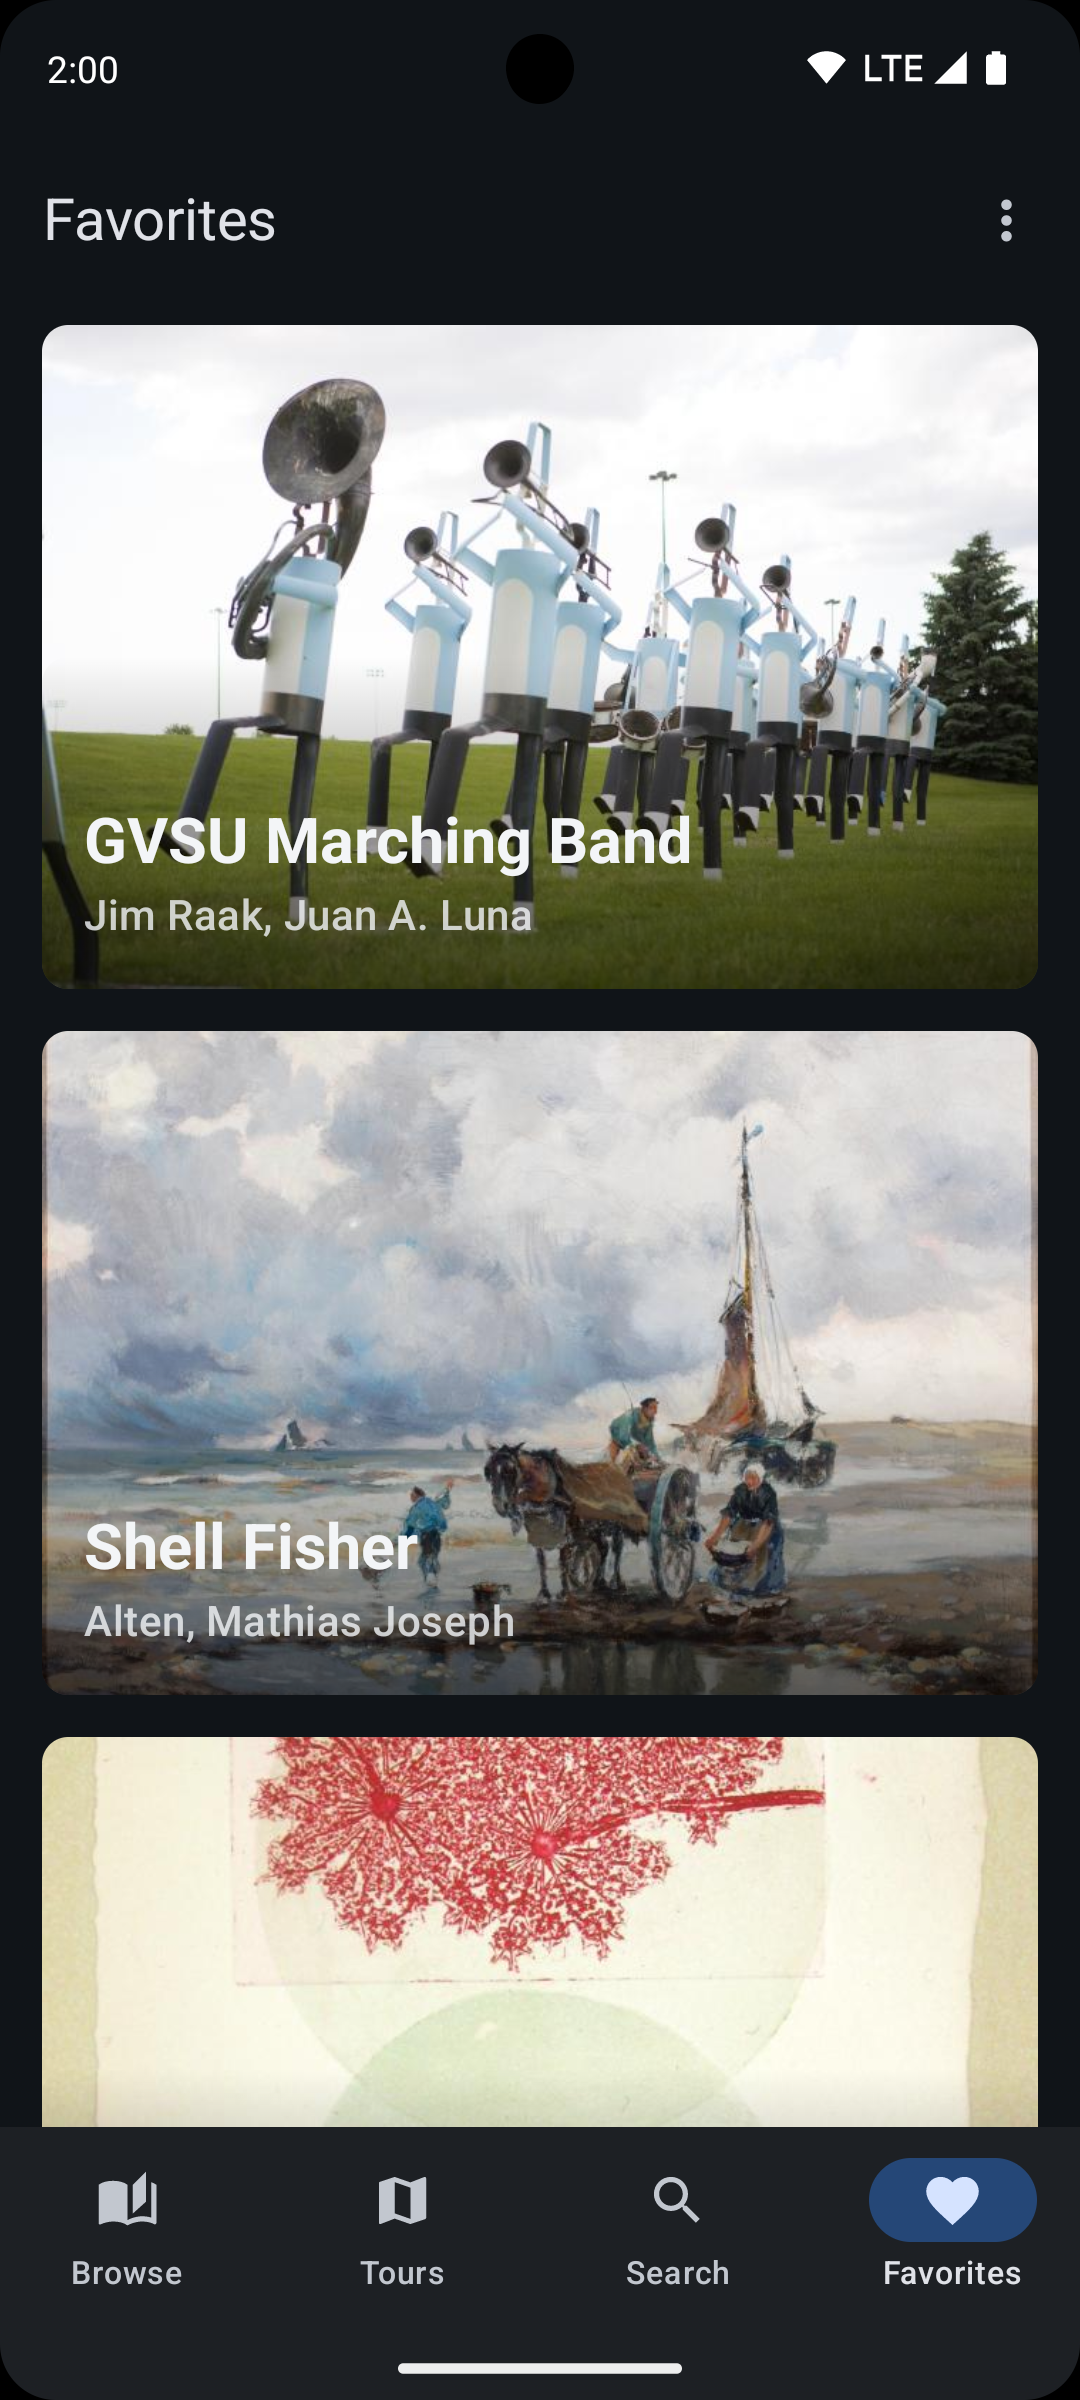 2:00
LTE
Favorites
GVSU Marching Band
Jim Raak, Juan A. Luna
Shell Fisher
Alten, Mathias Joseph
Browse
Tours
Search
Favorites